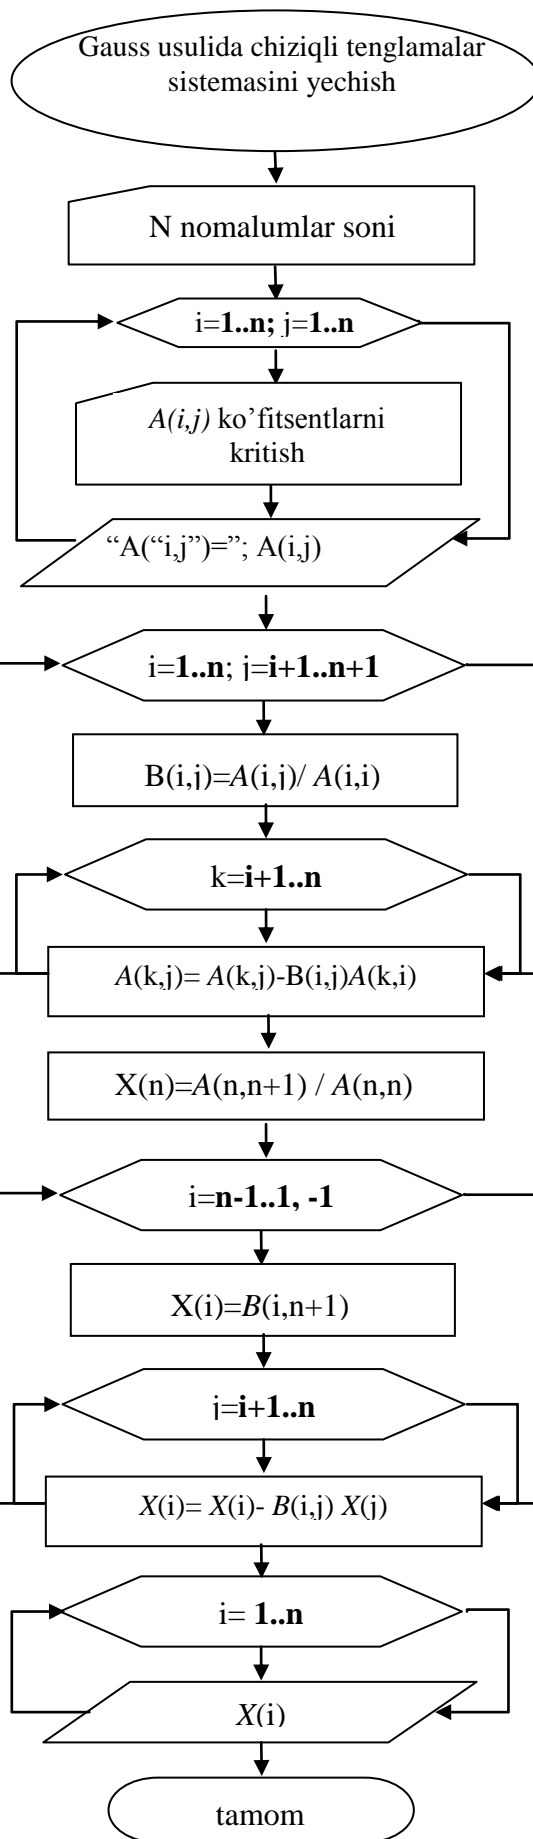 Gauss usulida chiziqli tenglamalar
sistemasini yechish
N nomalumlar soni
i=1..n; j=1..n
A(i,j) ko’fitsentlarni
kritish
“A(“i,j”)=”; A(i,j)
i=1..n; j=i+1..n+1
B(i,j)=A(i,j)/ A(i,i)
k=i+1..n
A(k,j)= A(k,j)-B(i,j)A(k,i)
X(n)=A(n,n+1) / A(n,n)
i=n-1..1, -1
X(i)=B(i,n+1)
j=i+1..n
X(i)= X(i)- B(i,j) X(j)
i= 1..n
X(i)
tamom